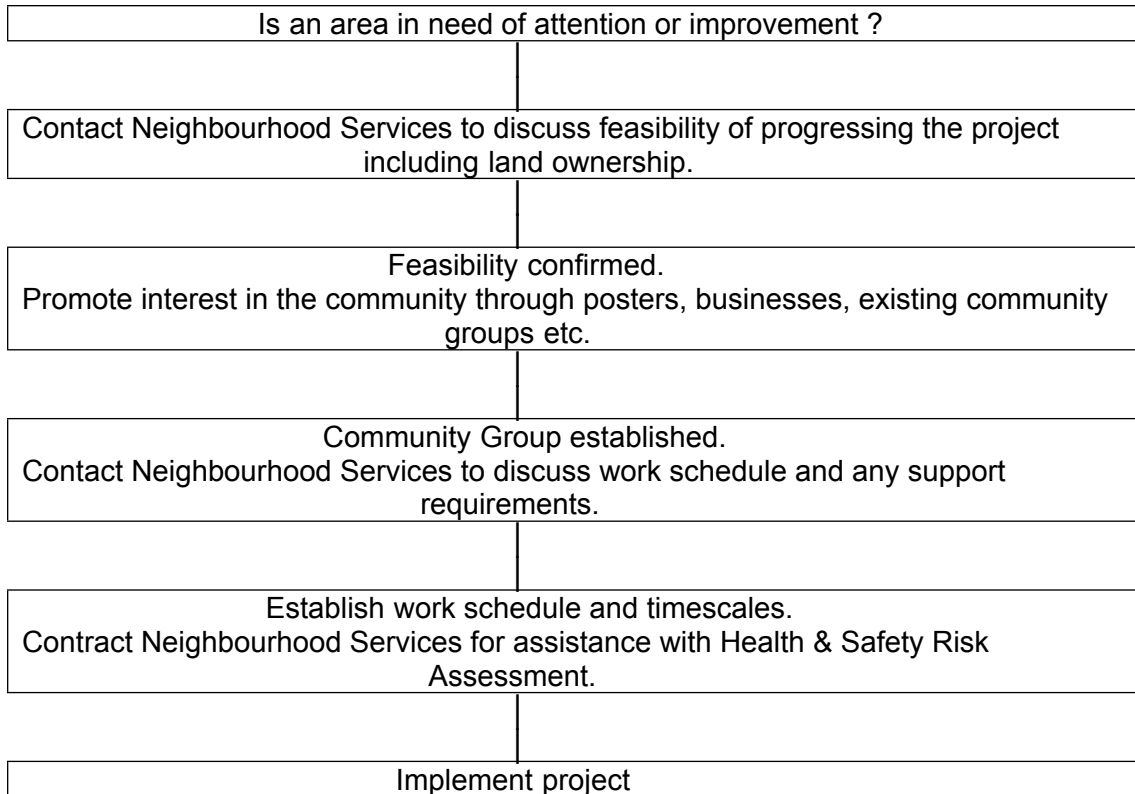 Is an area in need of attention or improvement ?
Contact Neighbourhood Services to discuss feasibility of progressing the project
including land ownership.
Feasibility confirmed.
Promote interest in the community through posters, businesses, existing community
groups etc.
Community Group established.
Contact Neighbourhood Services to discuss work schedule and any support
requirements.
Establish work schedule and timescales.
Contract Neighbourhood Services for assistance with Health & Safety Risk
Assessment.
Implement project